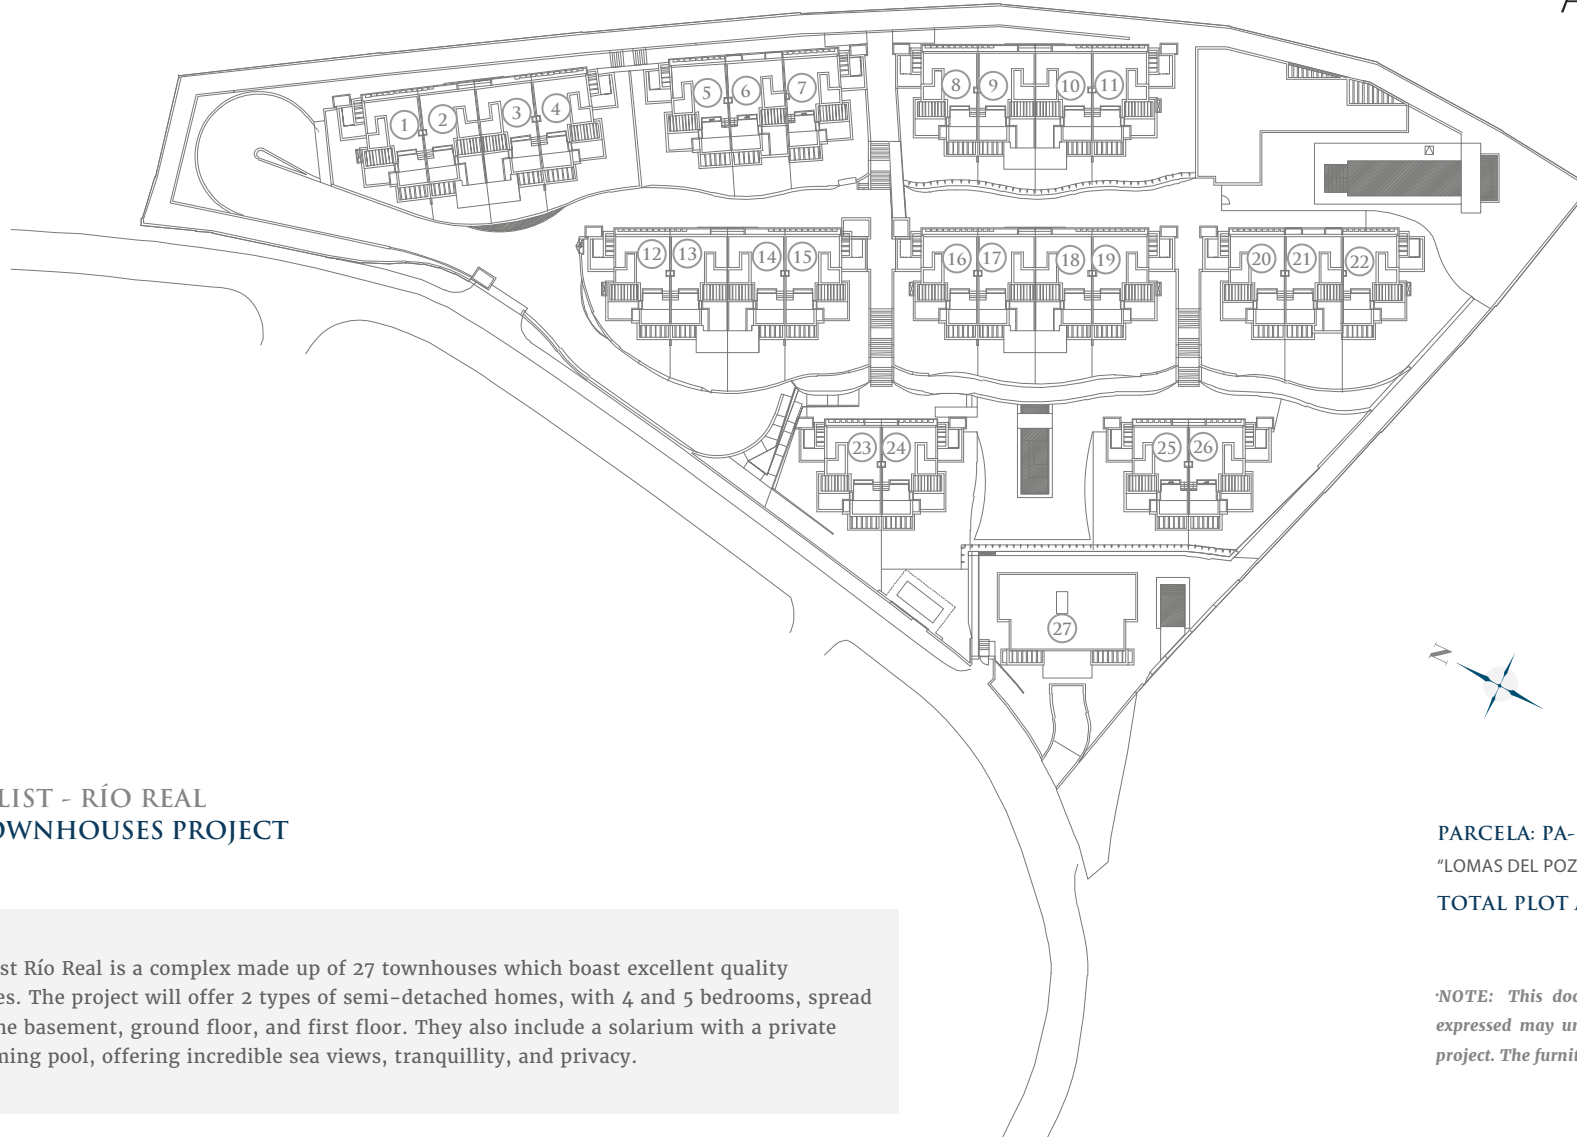 1 2 3 4 5 6 7 8 9 10 11
12 13 14 15 16 17 18 19 20 21 22
23 24 25 26
27
N
LIST - RÍO REAL
OWNHOUSES PROJECT
PARCELA: PA-
"LOMAS DEL POZ
TOTAL PLOT
st Río Real is a complex made up of 27 townhouses which boast excellent quality
es. The project will offer 2 types of semi-detached homes, with 4 and 5 bedrooms, spread
ne basement, ground floor, and first floor. They also include a solarium with a private
ming pool, offering incredible sea views, tranquillity, and privacy.
·NOTE: This doc
expressed may un
project. The furnit